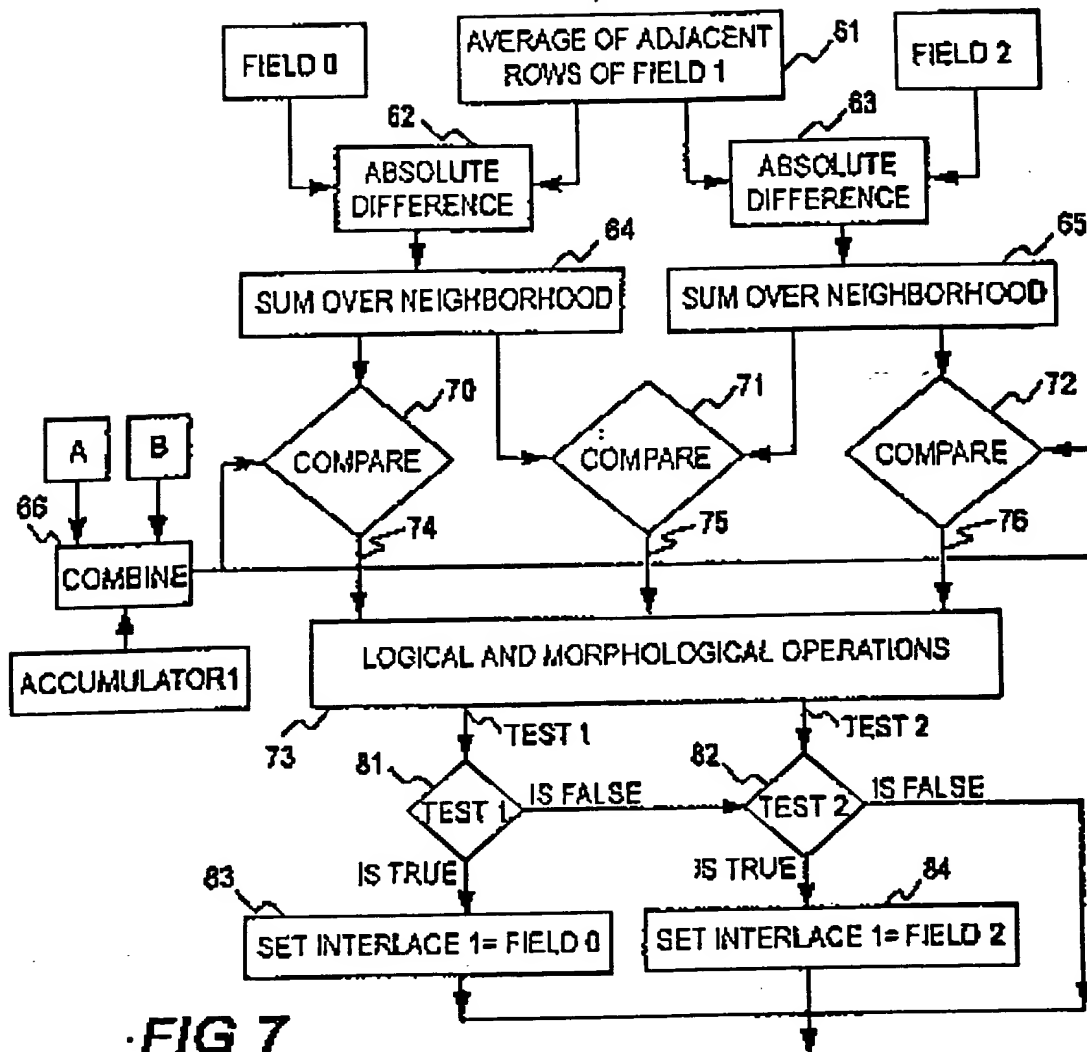 FIELD 0
AVERAGE OF ADJACENT
ROWS OF FIELD 1
61
FIELD 2
62
ABSOLUTE
DIFFERENCE
63
ABSOLUTE
DIFFERENCE
64
SUM OVER NEIGHBORHOOD
65
SUM OVER NEIGHBORHOOD
70
COMPARE
71
COMPARE
72
COMPARE
A
B
66
COMBINE
74
75
76
ACCUMULATOR1
LOGICAL AND MORPHOLOGICAL OPERATIONS
73
TEST 1
TEST 2
81
TEST 1
IS FALSE
82
TEST 2
IS FALSE
IS TRUE
IS TRUE
83
SET INTERLACE 1= FIELD 0
84
SET INTERLACE 1= FIELD 2
FIG 7